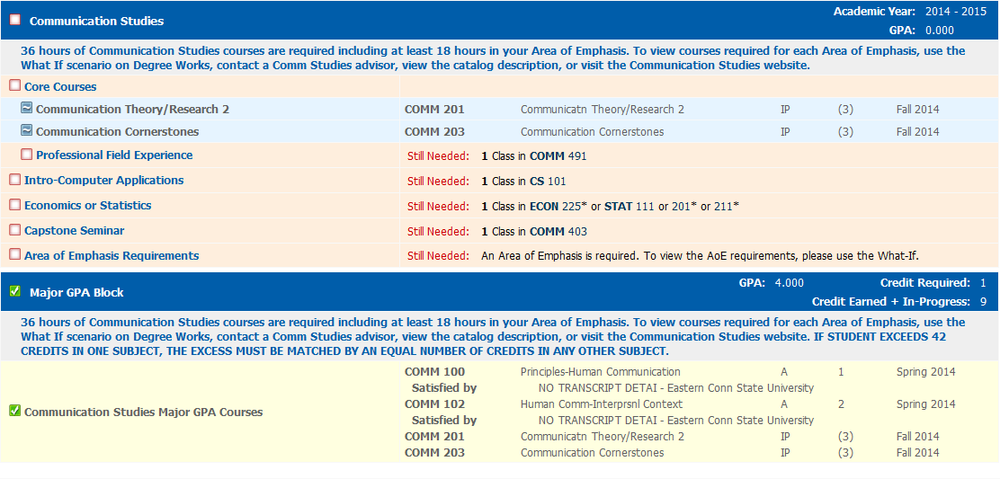 Communication Studies Academic Year: 2014 - 2015
GPA: 0.000
36 hours of Communication Studies courses are required including at least 18 hours in your Area of Emphasis. To view courses required for each Area of Emphasis, use the
What If scenario on Degree Works, contact a Comm Studies advisor, view the catalog description, or visit the Communication Studies website.
Core Courses
Communication Theory/Research 2 COMM 201 Communicatn Theory/Research 2 IP (3) Fall 2014
Communication Cornerstones COMM 203 Communication Cornerstones IP (3) Fall 2014
Professional Field Experience Still Needed: 1 Class in COMM 491
Intro-Computer Applications Still Needed: 1 Class in CS 101
Economics or Statistics Still Needed: 1 Class in ECON 225* or STAT 111 or 201* or 211*
Capstone Seminar Still Needed: 1 Class in COMM 403
Area of Emphasis Requirements Still Needed: An Area of Emphasis is required. To view the AoE requirements, please use the What-If.
Major GPA Block GPA: 4.000 Credit Required: 1
Credit Earned + In-Progress: 9
36 hours of Communication Studies courses are required including at least 18 hours in your Area of Emphasis. To view courses required for each Area of Emphasis, use the
What If scenario on Degree Works, contact a Comm Studies advisor, view the catalog description, or visit the Communication Studies website. IF STUDENT EXCEEDS 42
CREDITS IN ONE SUBJECT, THE EXCESS MUST BE MATCHED BY AN EQUAL NUMBER OF CREDITS IN ANY OTHER SUBJECT.
Communication Studies Major GPA Courses
COMM 100 Principles-Human Communication A 1 Spring 2014
Satisfied by NO TRANSCRIPT DETAI - Eastern Conn State University
COMM 102 Human Comm-Interprsnl Context A 2 Spring 2014
Satisfied by NO TRANSCRIPT DETAI - Eastern Conn State University
COMM 201 Communicatn Theory/Research 2 IP (3) Fall 2014
COMM 203 Communication Cornerstones IP (3) Fall 2014